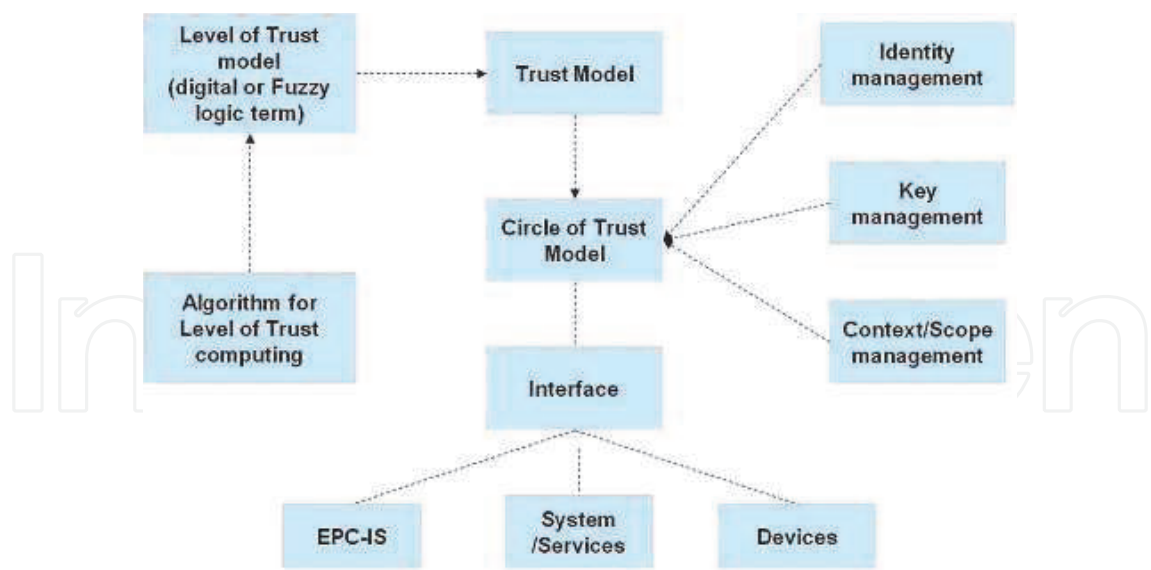 Level of Trust
model
(digital or Fuzzy
logic term)
Trust Model
Identity
management
Key
management
Circle of Trust
Model
Algorithm for
Level of Trust
computing
Context/Scope
management
Interface
EPC-IS
System
/Services
Devices